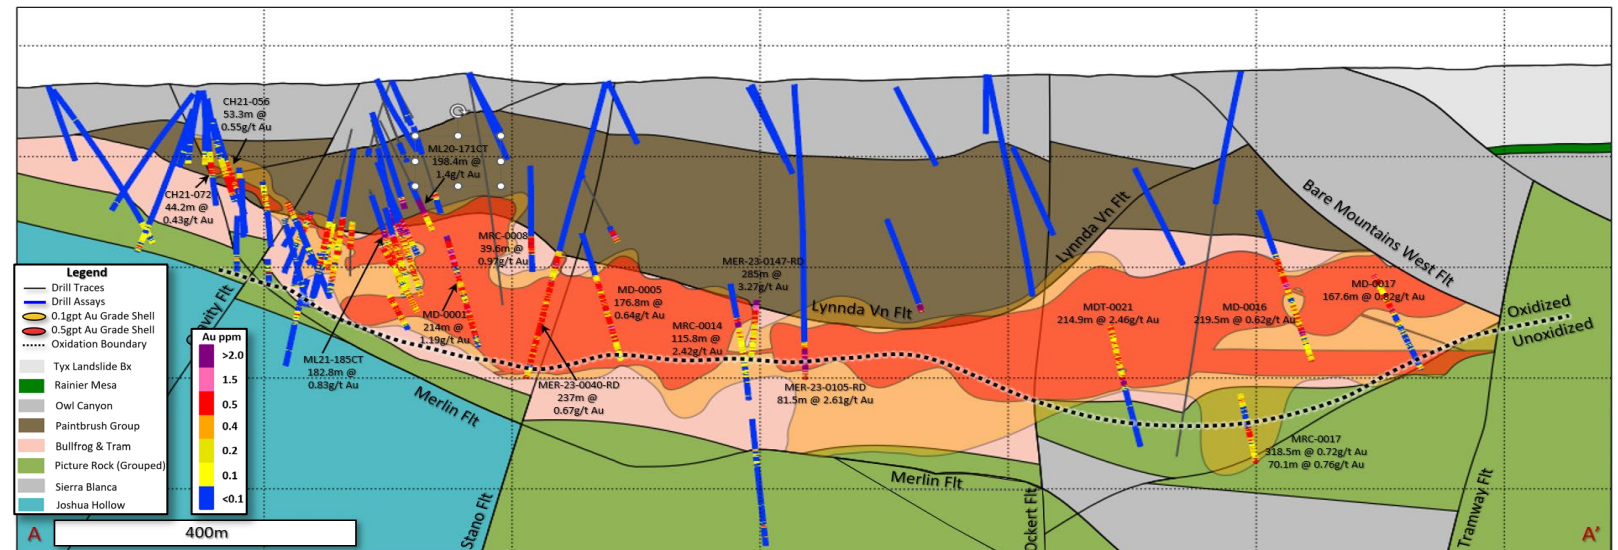 CH21-056
53.3m @
0.55g/t Au
ML20-171CT
198.4m @
1.4g/t Au
CH21-072
44.2m @
0.43g/t Au
MRC-0008
39.6m @
0.97g/t Au
Lynnda Vn Flt
Bare Mountains West Flt
MER-23-0147-RD
285m @
3.27g/t Au
MD-0005
176.8m @
0.64g/t Au
Lynnda Vn Flt
MD-0001
214m @
1.19g/t Au
MRC-0014
115.8m @
2.42g/t Au
MDT-0021
214.9m @ 2.46g/t Au
MD-0016
219.5m @ 0.62g/t Au
MD-0017
167.6m @ 0.82g/t Au
Oxidized
Unoxidized
ML21-185CT
182.8m @
0.83g/t Au
MER-23-0040-RD
237m @
0.67g/t Au
MER-23-0105-RD
81.5m @ 2.61g/t Au
MRC-0017
318.5m @ 0.72g/t Au
70.1m @ 0.76g/t Au
avity Flt
Merlin Flt
Merlin Flt
Stano Flt
Ockert Flt
Tramway Flt
Legend
Drill Traces
Drill Assays
0.1gpt Au Grade Shell
0.5gpt Au Grade Shell
Oxidation Boundary
Tyx Landslide Bx
Rainier Mesa
Owl Canyon
Paintbrush Group
Bullfrog & Tram
Picture Rock (Grouped)
Sierra Blanca
Joshua Hollow
Au ppm
>2.0
1.5
0.5
0.4
0.2
0.1
<0.1
A
400m
A'